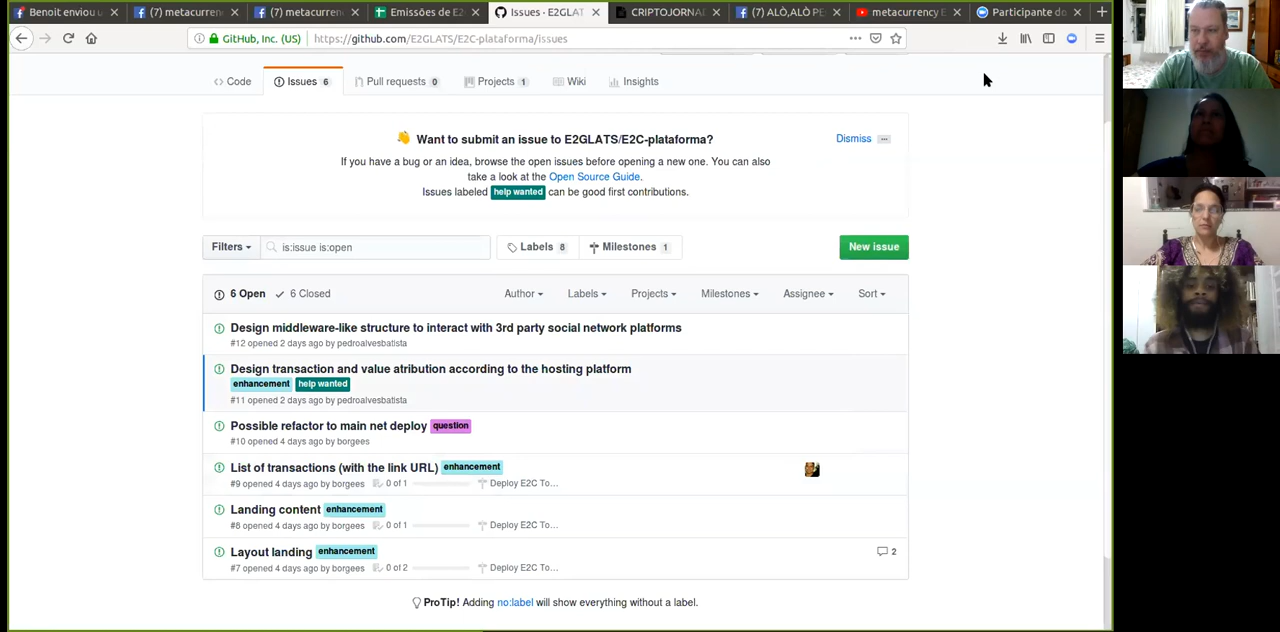 Benoit enviou u
(7) metacurren
(7) metacurren
Emissões de E2
Issues · E2GLAT
CRIPTOJORNA
(7) ALÒ,ALÒ PE
metacurrency E
Participante do
GitHub, Inc. (US)
https://github.com/E2GLATS/E2C-plataforma/issues
Code
Issues 6
Pull requests 0
Projects 1
Wiki
Insights
Want to submit an issue to E2GLATS/E2C-plataforma?
Dismiss
If you have a bug or an idea, browse the open issues before opening a new one. You can also
take a look at the Open Source Guide.
Issues labeled help wanted can be good first contributions.
Filters
is:issue is:open
Labels 8
Milestones 1
New issue
6 Open
6 Closed
Author
Labels
Projects
Milestones
Assignee
Sort
Design middleware-like structure to interact with 3rd party social network platforms
#12 opened 2 days ago by pedroalvesbatista
Design transaction and value atribution according to the hosting platform
enhancement help wanted
#11 opened 2 days ago by pedroalvesbatista
Possible refactor to main net deploy question
#10 opened 4 days ago by borgees
List of transactions (with the link URL) enhancement
#9 opened 4 days ago by borgees 0 of 1 Deploy E2C To...
Landing content enhancement
#8 opened 4 days ago by borgees 0 of 1 Deploy E2C To...
Layout landing enhancement
2
#7 opened 4 days ago by borgees 0 of 2 Deploy E2C To...
ProTip! Adding no:label will show everything without a label.